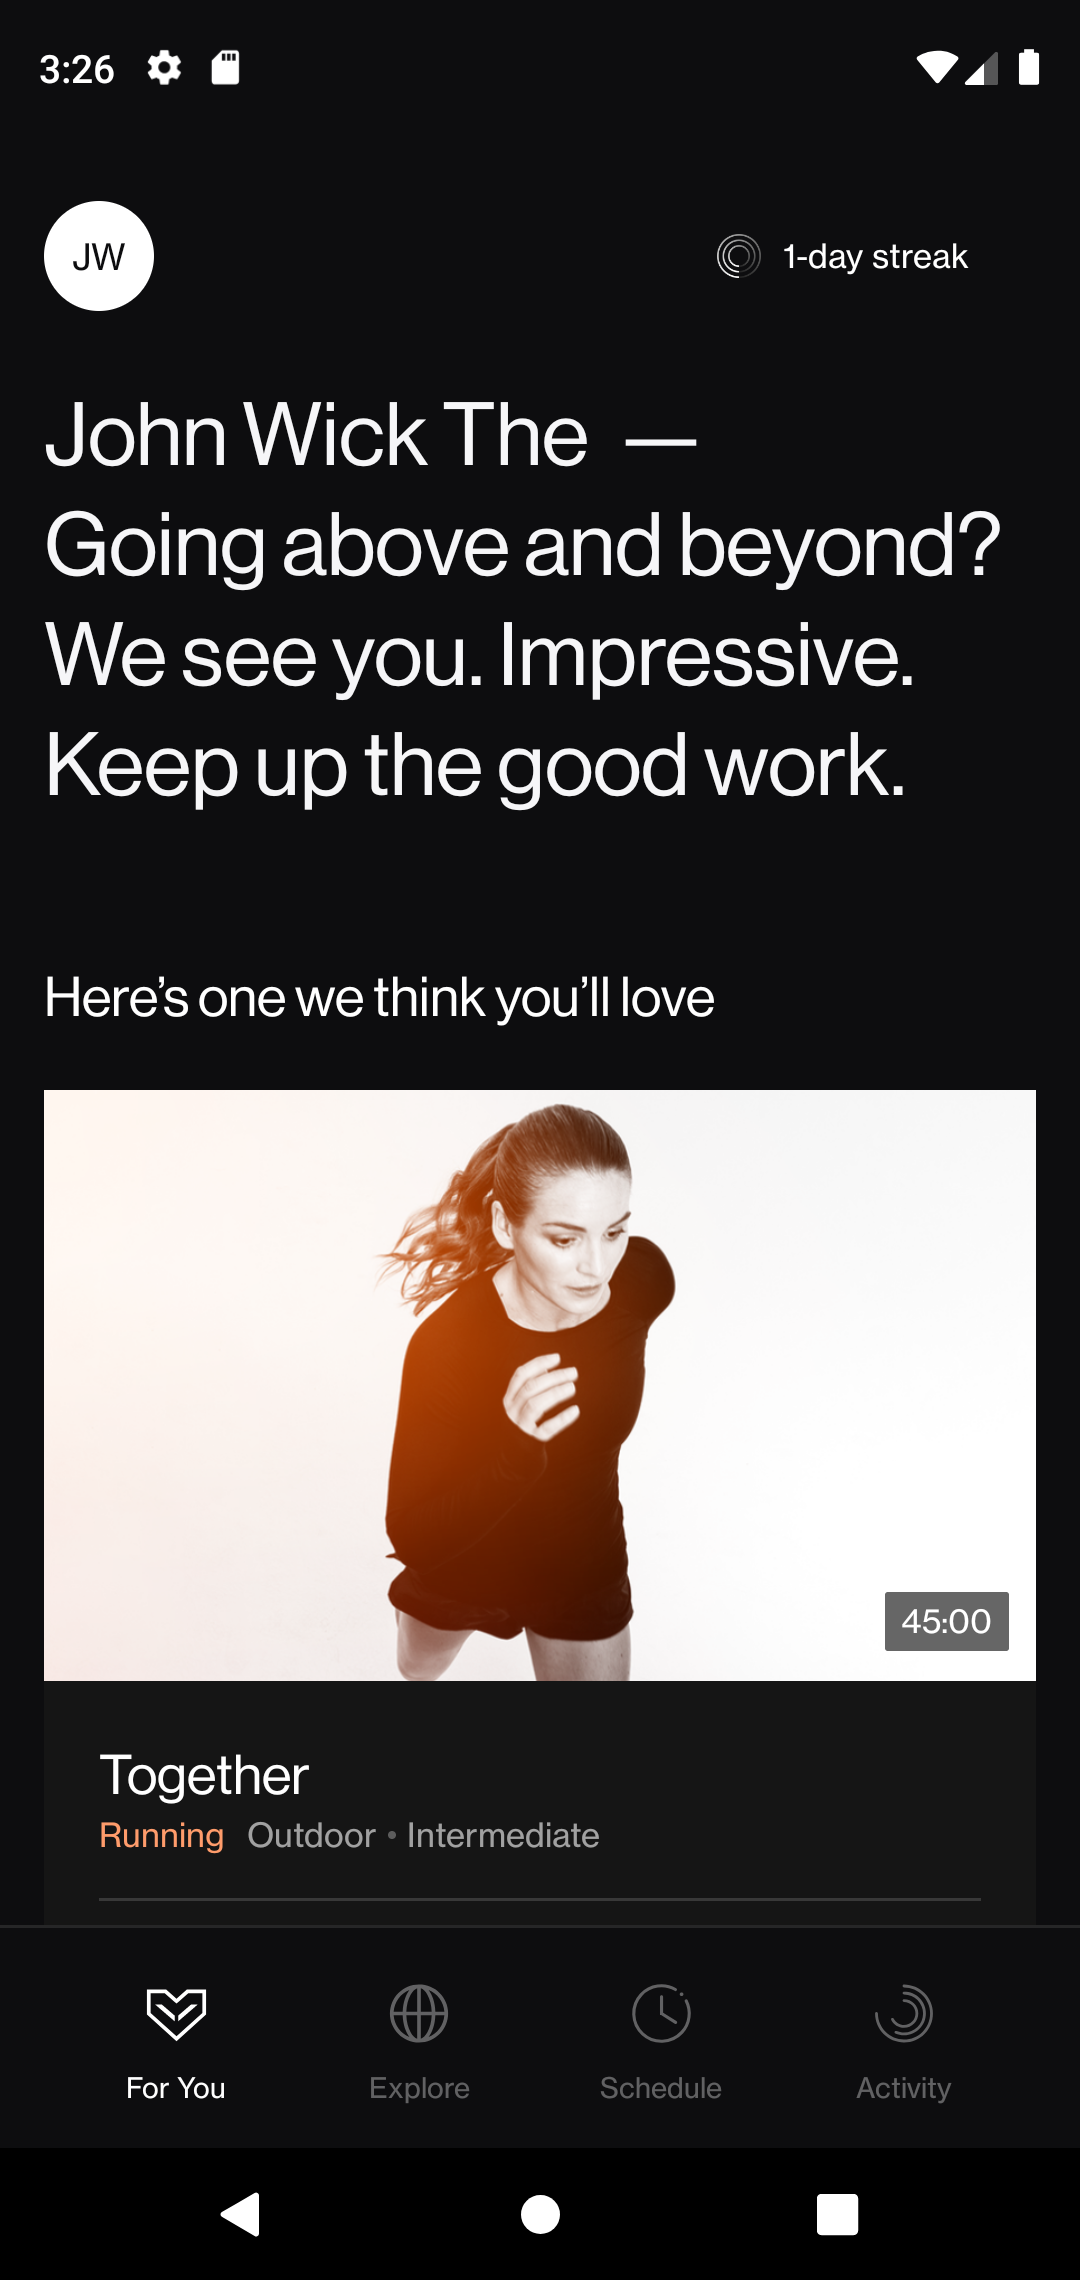 3:26
JW
1-day streak
John Wick The —
Going above and beyond?
We see you. Impressive.
Keep up the good work.
Here’s one we think you’ll love
45:00
Together
Running Outdoor • Intermediate
For You
Explore
Schedule
Activity